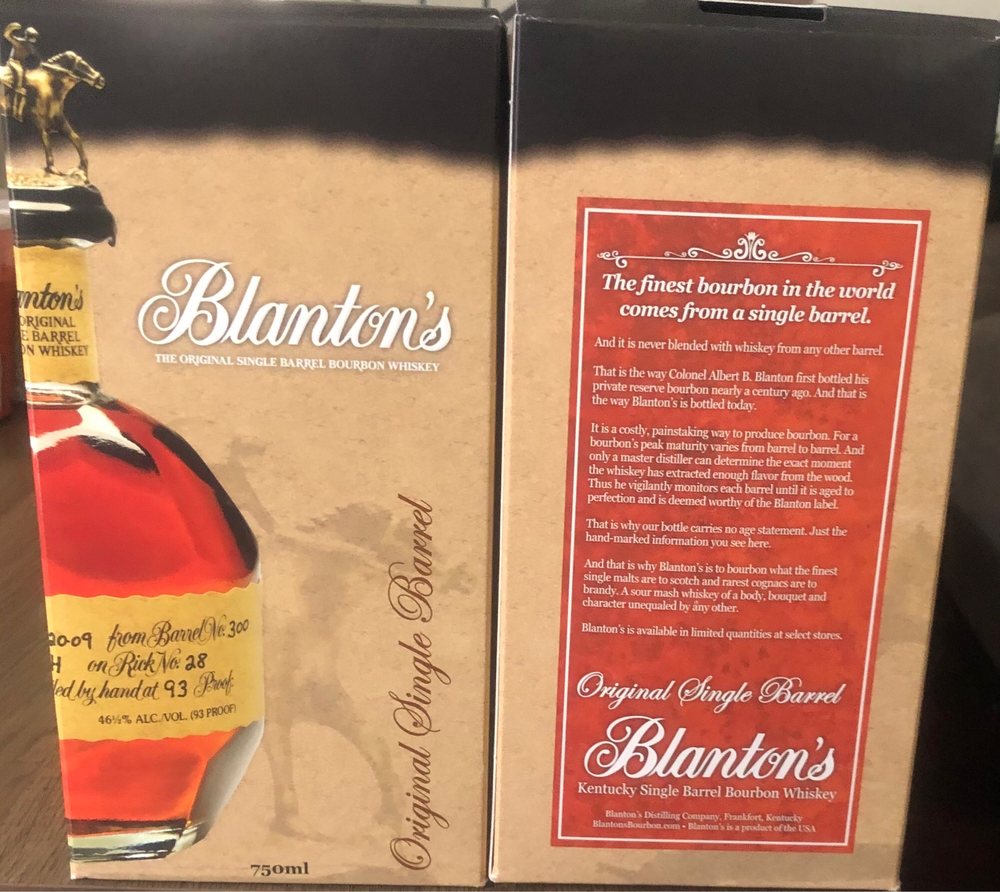 Blanton's
THE ORIGINAL SINGLE BARREL BOURBON WHISKEY
anton's
ORIGINAL
E BARREL
ON WHISKEY
20-09 from Barrel No. 300
H on Rick No. 28
led by hand at 93 Proof
46½% ALC./VOL. (93 PROOF)
Original Single Barrel
750ml
The finest bourbon in the world
comes from a single barrel.
And it is never blended with whiskey from any other barrel.
That is the way Colonel Albert B. Blanton first bottled his
private reserve bourbon nearly a century ago. And that is
the way Blanton's is bottled today.
It is a costly, painstaking way to produce bourbon. For a
bourbon's peak maturity varies from barrel to barrel. And
only a master distiller can determine the exact moment
the whiskey has extracted enough flavor from the wood.
Thus he vigilantly monitors each barrel until it is aged to
perfection and is deemed worthy of the Blanton label.
That is why our bottle carries no age statement. Just the
hand-marked information you see here.
And that is why Blanton's is to bourbon what the finest
single malts are to scotch and rarest cognacs are to
brandy. A sour mash whiskey of a body, bouquet and
character unequaled by any other.
Blanton's is available in limited quantities at select stores.
Original Single Barrel
Blanton's
Kentucky Single Barrel Bourbon Whiskey
Blanton's Distilling Company, Frankfort, Kentucky
BlantonsBourbon.com • Blanton's is a product of the USA